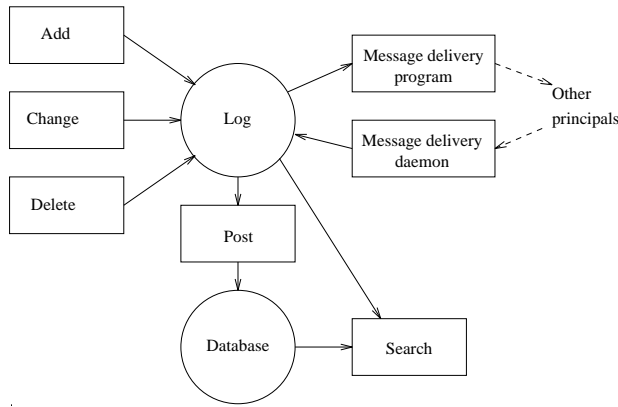 Add
Message delivery
program
Other
principals
Change
Log
Message delivery
daemon
Delete
Post
Database
Search